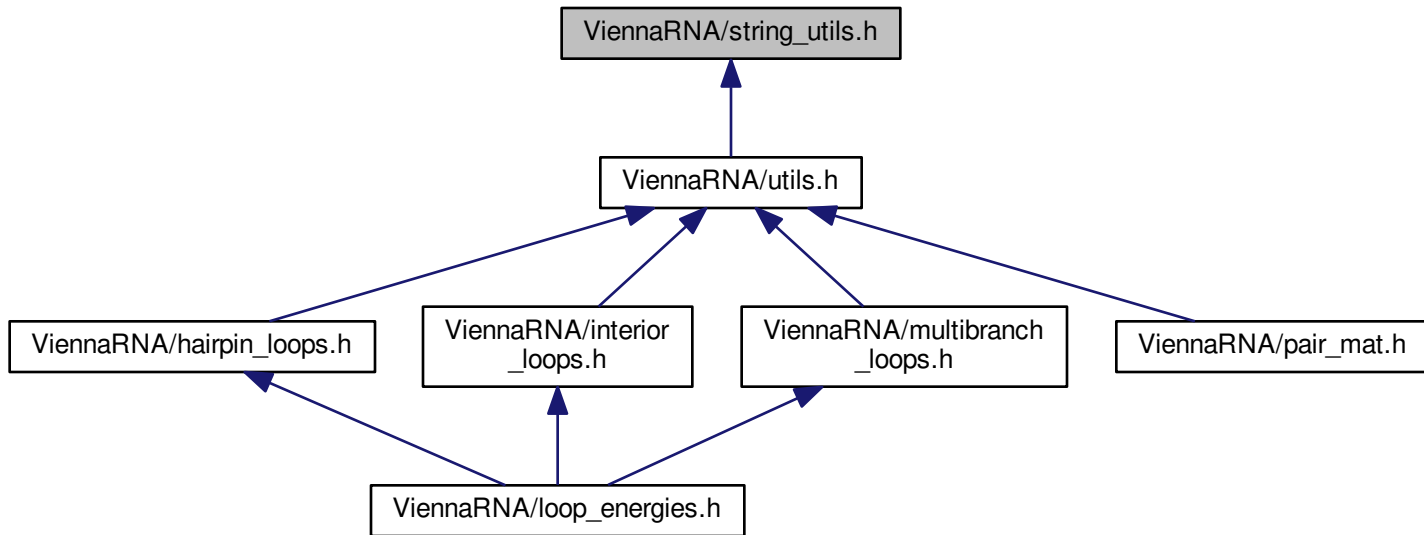 ViennaRNA/string_utils.h
ViennaRNA/utils.h
ViennaRNA/hairpin_loops.h
ViennaRNA/interior
_loops.h
ViennaRNA/multibranch
_loops.h
ViennaRNA/pair_mat.h
ViennaRNA/loop_energies.h